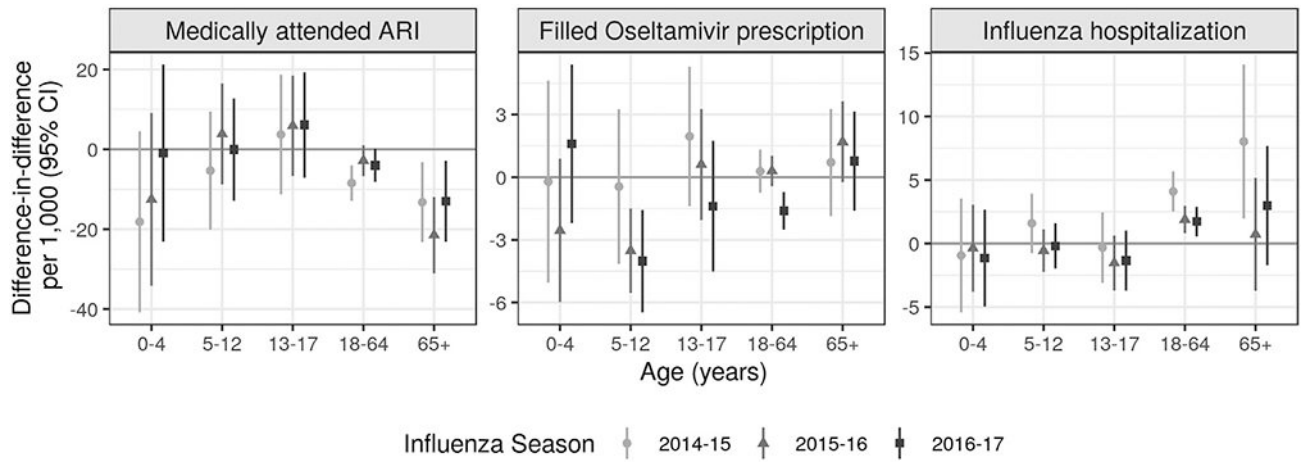 Medically attended ARI
Filled Oseltamivir prescription
Influenza hospitalization
Difference-in-difference
per 1,000 (95% CI)
20
0
-20
-40
3
0
-3
-6
15
10
5
0
-5
0-4 5-12 13-17 18-64 65+
0-4 5-12 13-17 18-64 65+
0-4 5-12 13-17 18-64 65+
Age (years)
Influenza Season 2014-15 2015-16 2016-17